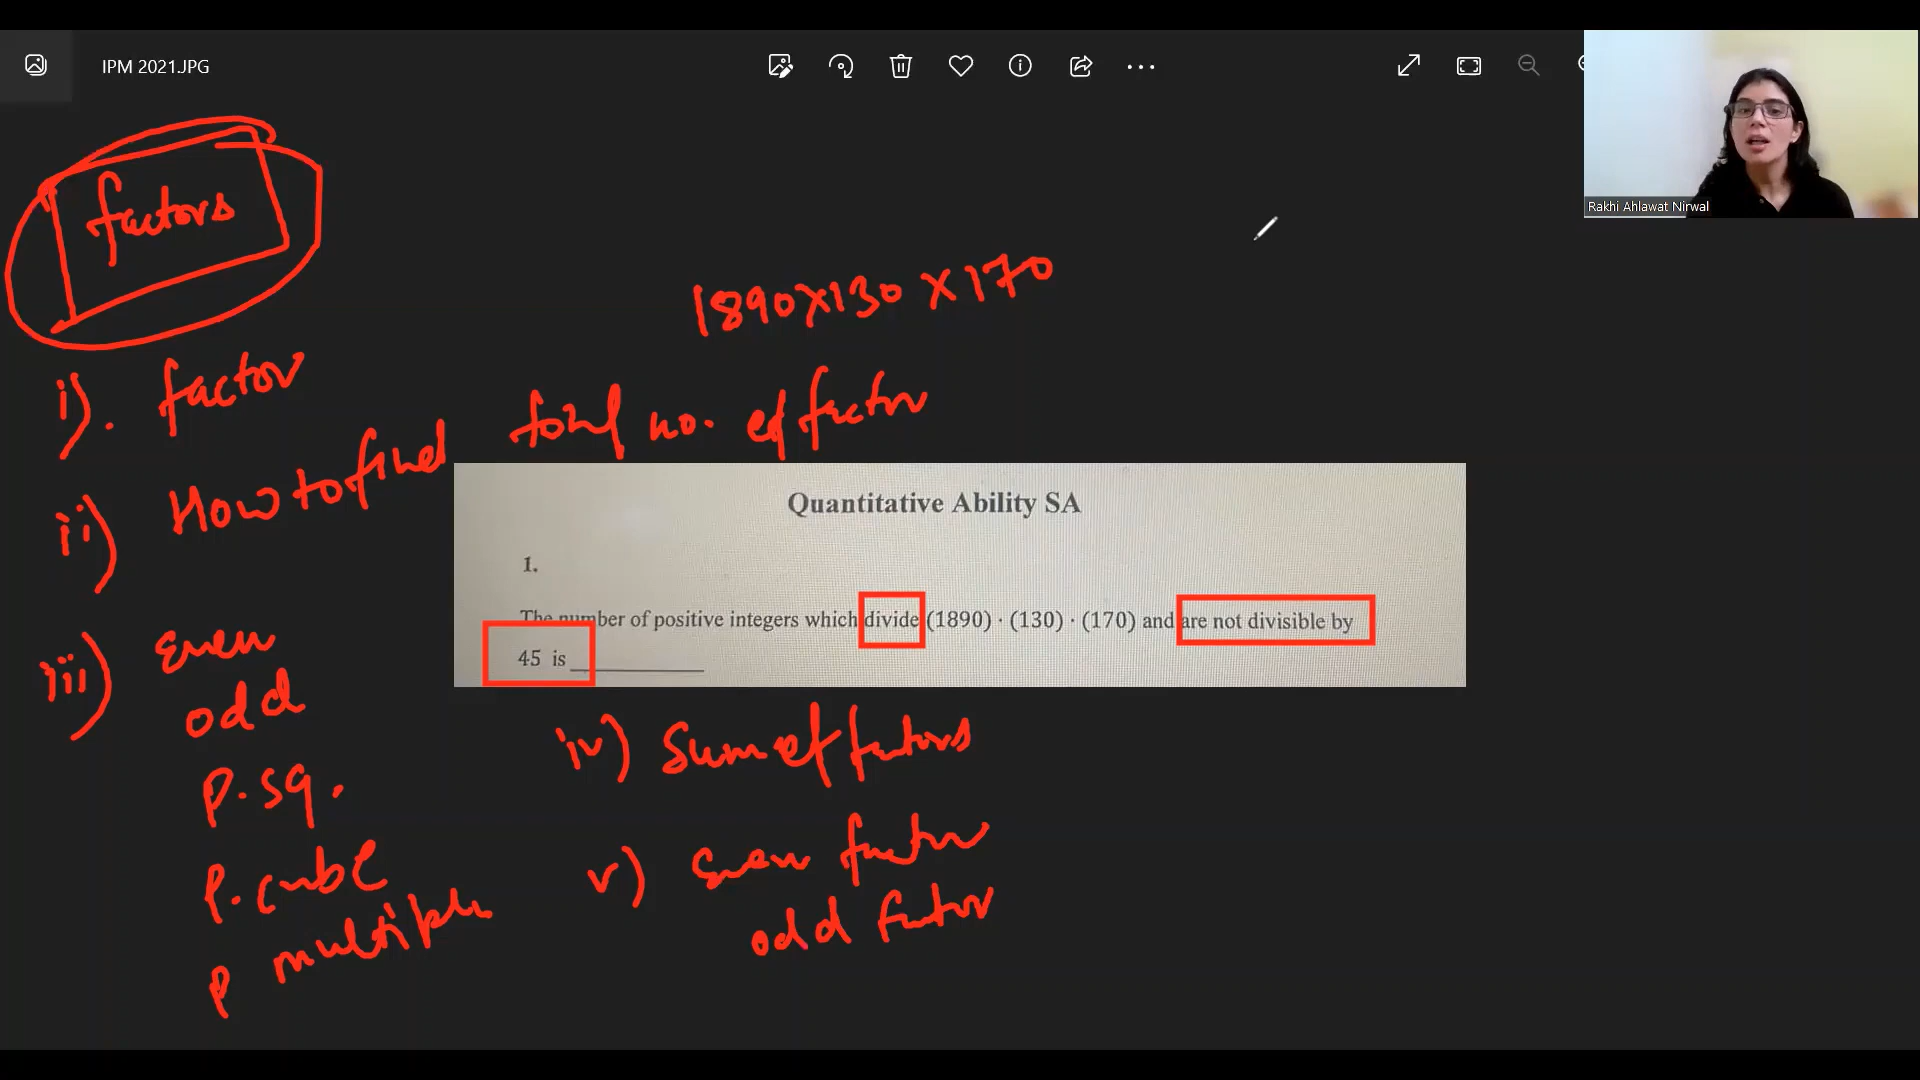 IPM 2021.JPG
Rakhi Ahlawat Nirwal
factors
1890×130×170
i). factor
ii) How to find total no. of factor
Quantitative Ability SA
1.
The number of positive integers which divide (1890) · (130) · (170) and are not divisible by
45 is
iii) Even
odd
P.sq.
P.cube
P multiple
iv) Sum of factors
v) Even factor
odd factor